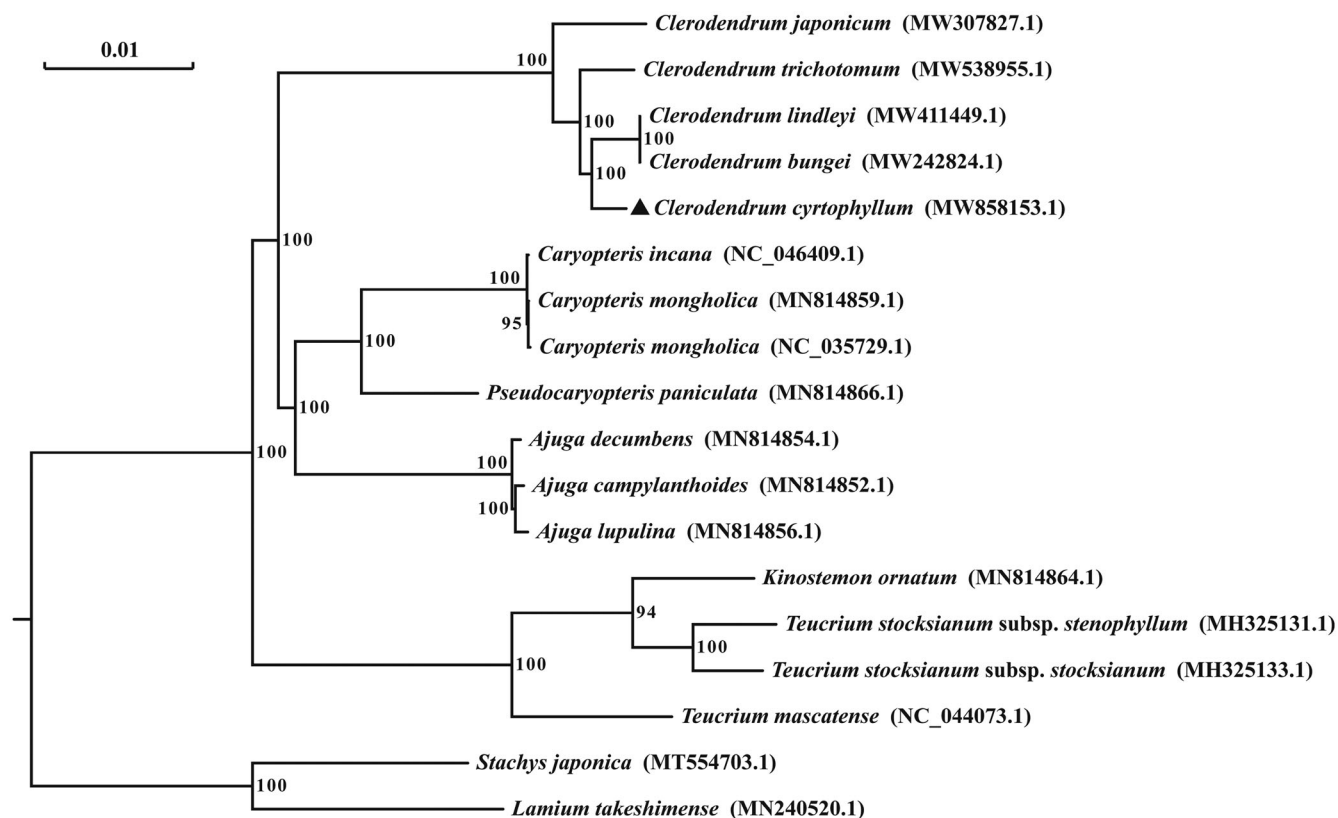 0.01
Clerodendrum japonicum (MW307827.1)
100
Clerodendrum trichotomum (MW538955.1)
Clerodendrum lindleyi (MW411449.1)
100
100
Clerodendrum bungei (MW242824.1)
100
Clerodendrum cyrtophyllum (MW858153.1)
100
Caryopteris incana (NC_046409.1)
100
Caryopteris mongholica (MN814859.1)
95
100
Caryopteris mongholica (NC_035729.1)
Pseudocaryopteris paniculata (MN814866.1)
100
Ajuga decumbens (MN814854.1)
100
100
Ajuga campylanthoides (MN814852.1)
100
Ajuga lupulina (MN814856.1)
Kinostemon ornatum (MN814864.1)
94
Teucrium stocksianum subsp. stenophyllum (MH325131.1)
100
100
Teucrium stocksianum subsp. stocksianum (MH325133.1)
Teucrium mascatense (NC_044073.1)
Stachys japonica (MT554703.1)
100
Lamium takeshimense (MN240520.1)